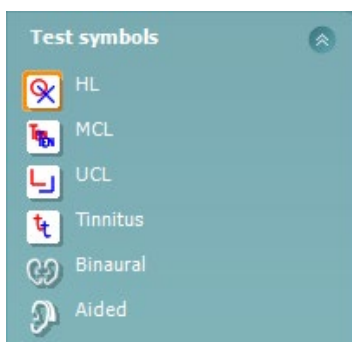 Test symbols
HL
MCL
UCL
Tinnitus
Binaural
Aided